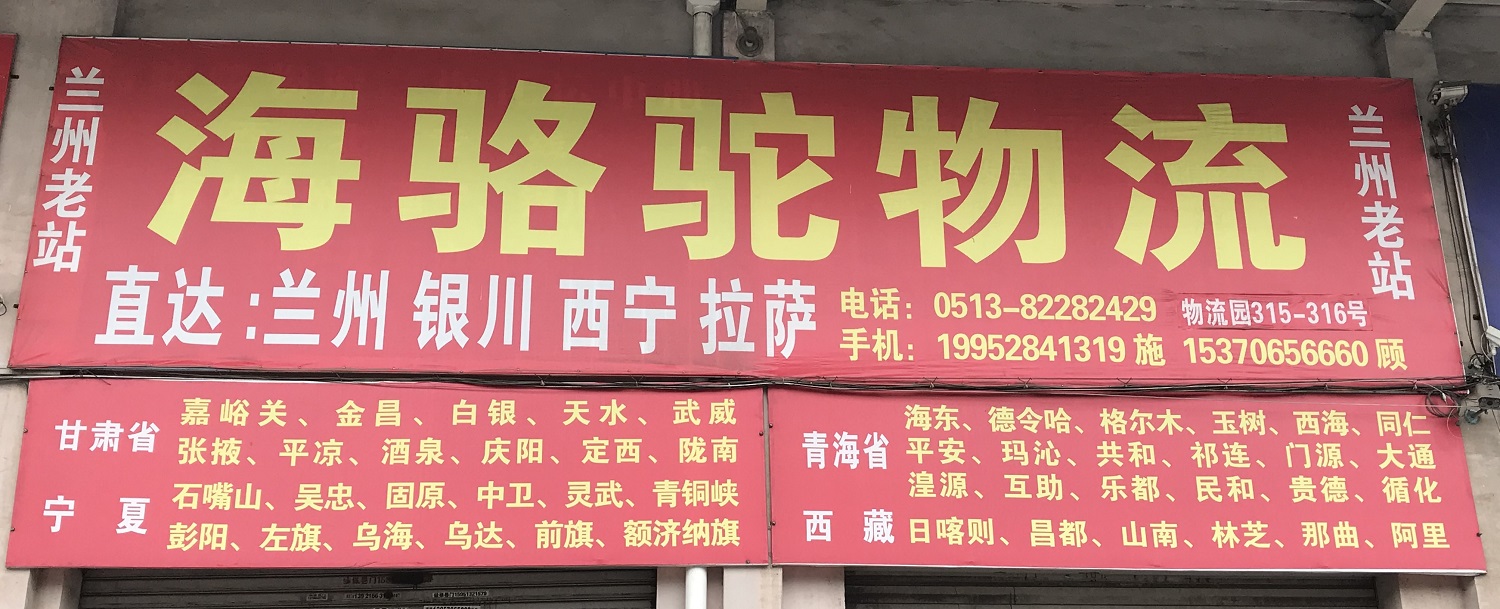 兰州老站
海骆驼物流
兰州老站
直达:兰州 银川 西宁 拉萨
电话：0513-82282429 物流园315-316号
手机：19952841319 施 15370656660 顾
甘肃省
嘉峪关、金昌、白银、天水、武威
张掖、平凉、酒泉、庆阳、定西、陇南
宁夏
石嘴山、吴忠、固原、中卫、灵武、青铜峡
彭阳、左旗、乌海、乌达、前旗、额济纳旗
青海省
海东、德令哈、格尔木、玉树、西海、同仁
平安、玛沁、共和、祁连、门源、大通
湟源、互助、乐都、民和、贵德、循化
西藏
日喀则、昌都、山南、林芝、那曲、阿里